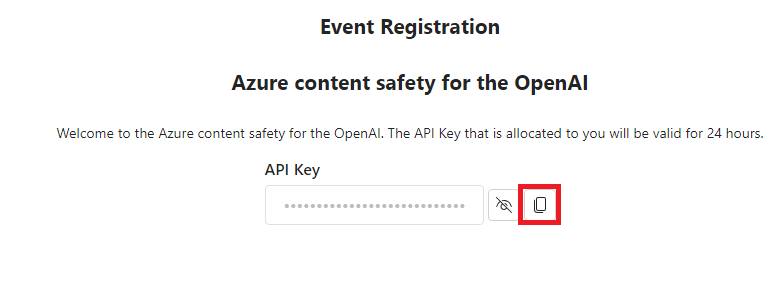 Event Registration
Azure content safety for the OpenAI
Welcome to the Azure content safety for the OpenAI. The API Key that is allocated to you will be valid for 24 hours.
API Key
••••••••••••••••••••••••••••